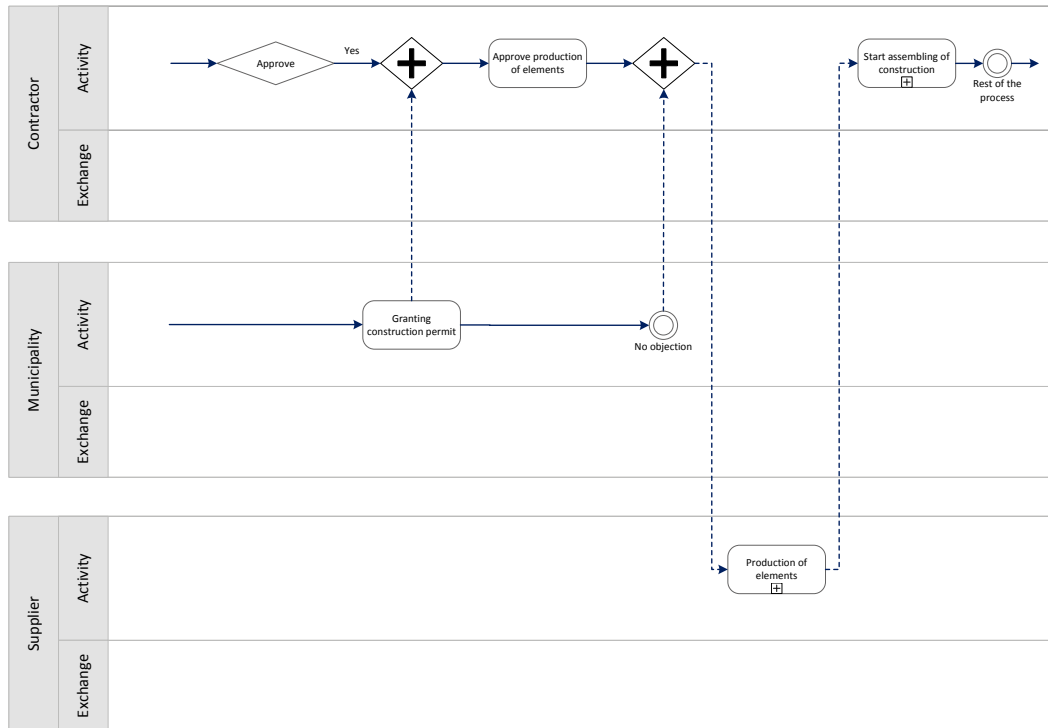 Contractor
Activity
Exchange
Approve
Yes
Approve production
of elements
Start assembling of
construction
Rest of the
process
Municipality
Activity
Exchange
Granting
construction permit
No objection
Supplier
Activity
Exchange
Production of
elements